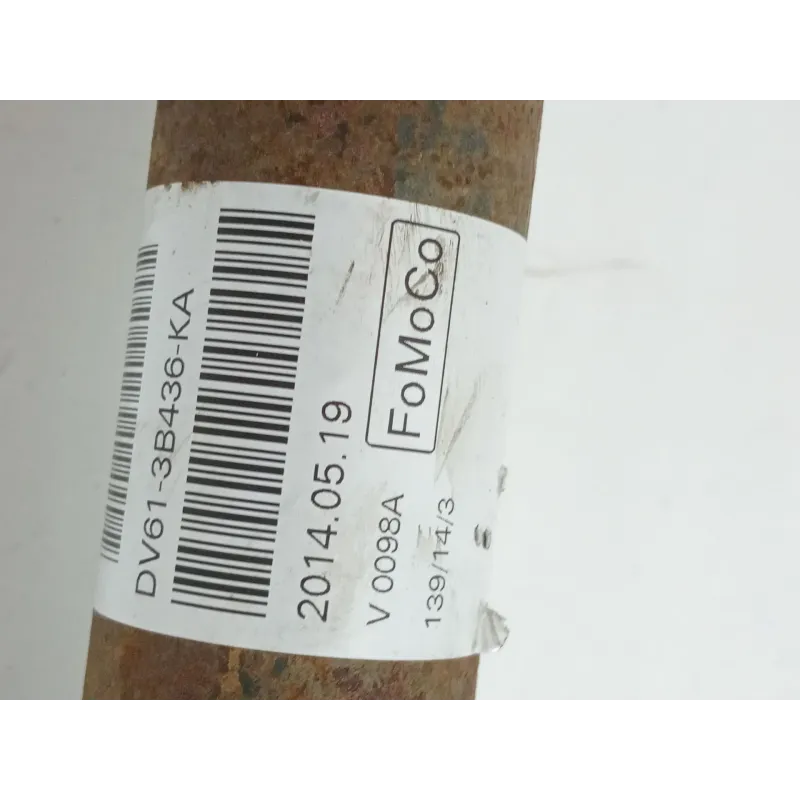 DV61-3B436-KA
2014.05.19
FoMoCo
V 0098A
139/14/3